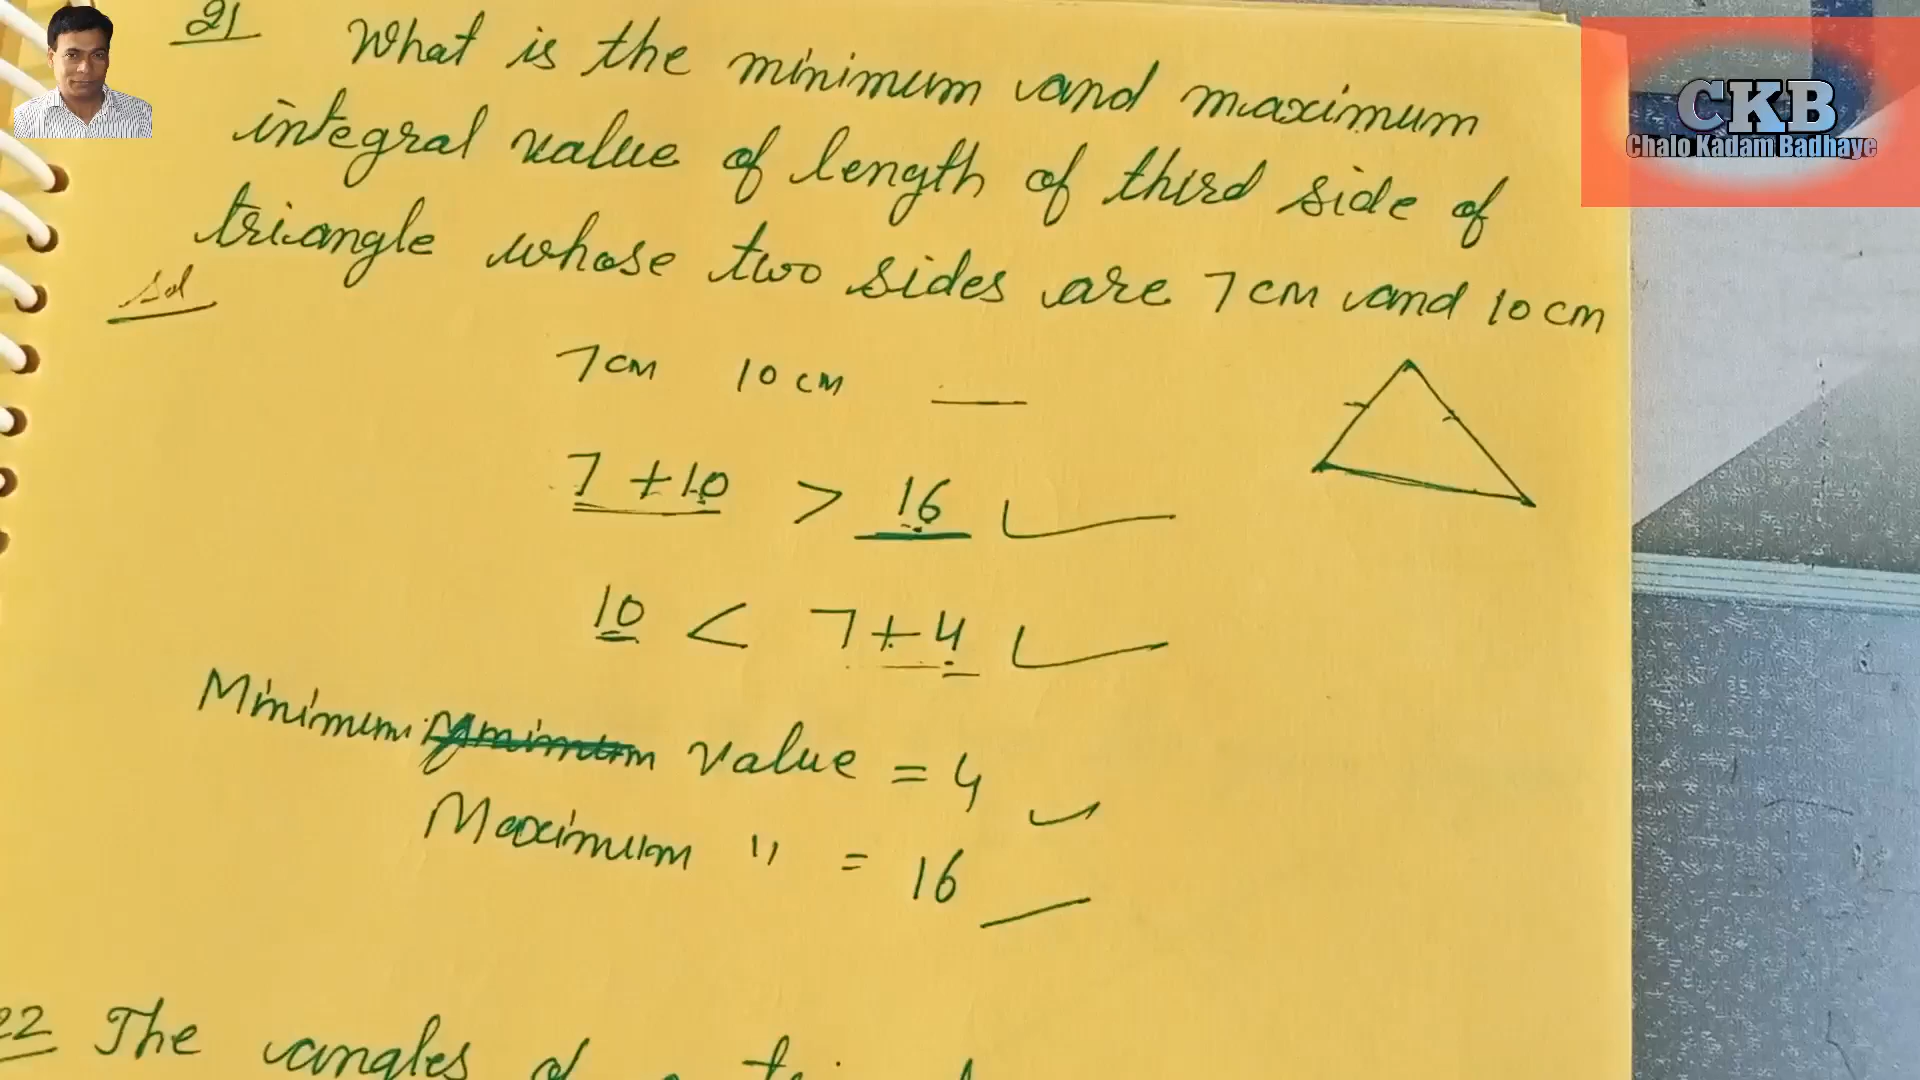 21 What is the minimum and maximum
integral value of length of third side of
triangle whose two sides are 7cm and 10cm
Sol
7cm 10cm
7+10 > 16
10 < 7+4
Minimum value = 4
Maximum " = 16
22 The angles of
CKB
Chalo Kadam Badhaye